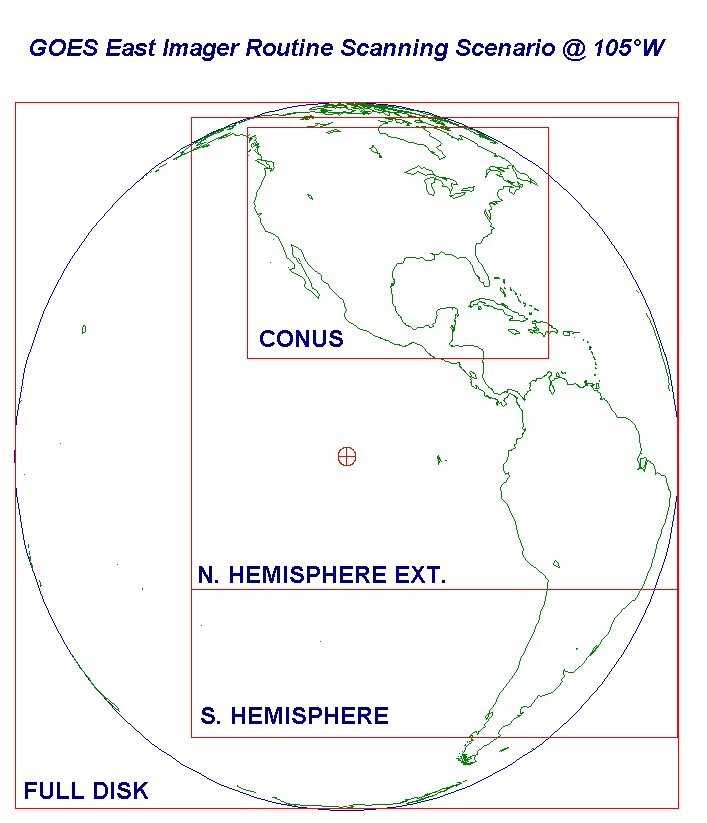 GOES East Imager Routine Scanning Scenario @ 105°W
CONUS
N. HEMISPHERE EXT.
S. HEMISPHERE
FULL DISK